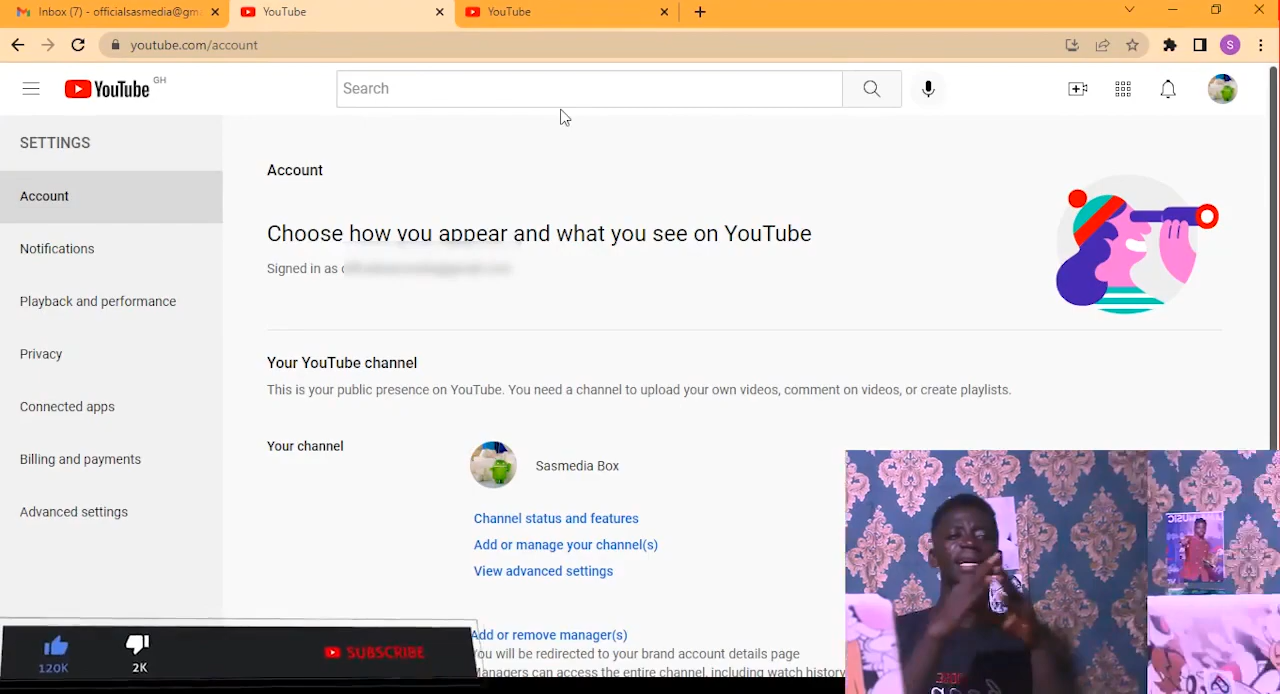 Inbox (7) - officialsasmedia@gm
YouTube
YouTube
youtube.com/account
S
YouTube GH
Search
SETTINGS
Account
Notifications
Playback and performance
Privacy
Connected apps
Billing and payments
Advanced settings
Account
Choose how you appear and what you see on YouTube
Signed in as
Your YouTube channel
This is your public presence on YouTube. You need a channel to upload your own videos, comment on videos, or create playlists.
Your channel
Sasmedia Box
Channel status and features
Add or manage your channel(s)
View advanced settings
Add or remove manager(s)
You will be redirected to your brand account details page
Managers can access the entire channel, including watch history
120K
2K
SUBSCRIBE